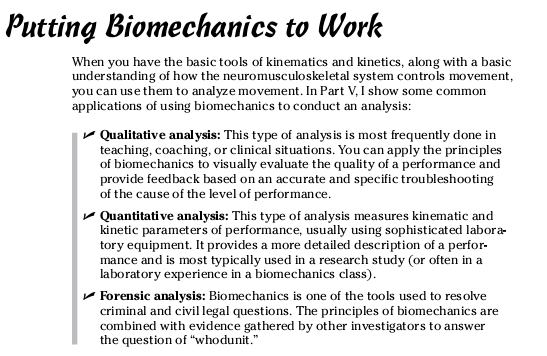 Putting Biomechanics to Work
When you have the basic tools of kinematics and kinetics, along with a basic
understanding of how the neuromusculoskeletal system controls movement,
you can use them to analyze movement. In Part V, I show some common
applications of using biomechanics to conduct an analysis:
✓ Qualitative analysis: This type of analysis is most frequently done in
teaching, coaching, or clinical situations. You can apply the principles
of biomechanics to visually evaluate the quality of a performance and
provide feedback based on an accurate and specific troubleshooting
of the cause of the level of performance.
✓ Quantitative analysis: This type of analysis measures kinematic and
kinetic parameters of performance, usually using sophisticated labora-
tory equipment. It provides a more detailed description of a perfor-
mance and is most typically used in a research study (or often in a
laboratory experience in a biomechanics class).
✓ Forensic analysis: Biomechanics is one of the tools used to resolve
criminal and civil legal questions. The principles of biomechanics are
combined with evidence gathered by other investigators to answer
the question of “whodunit.”